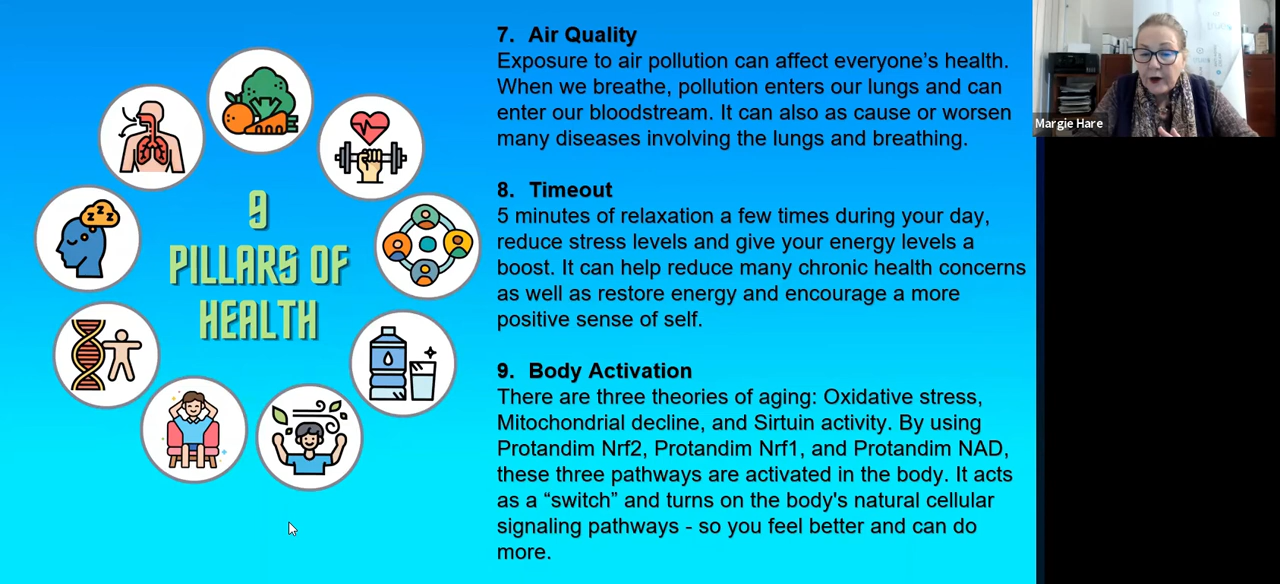 9
PILLARS OF
HEALTH
7. Air Quality
Exposure to air pollution can affect everyone's health.
When we breathe, pollution enters our lungs and can
enter our bloodstream. It can also as cause or worsen
many diseases involving the lungs and breathing.
8. Timeout
5 minutes of relaxation a few times during your day,
reduce stress levels and give your energy levels a
boost. It can help reduce many chronic health concerns
as well as restore energy and encourage a more
positive sense of self.
9. Body Activation
There are three theories of aging: Oxidative stress,
Mitochondrial decline, and Sirtuin activity. By using
Protandim Nrf2, Protandim Nrf1, and Protandim NAD,
these three pathways are activated in the body. It acts
as a “switch” and turns on the body's natural cellular
signaling pathways - so you feel better and can do
more.
z z z
Margie Hare